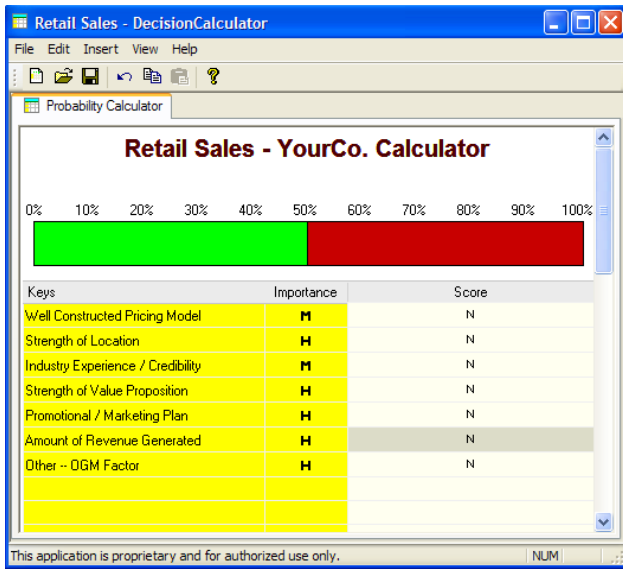 Retail Sales - DecisionCalculator
File Edit Insert View Help
Probability Calculator
Retail Sales - YourCo. Calculator
0% 10% 20% 30% 40% 50% 60% 70% 80% 90% 100%
Keys Importance Score
Well Constructed Pricing Model M N
Strength of Location H N
Industry Experience / Credibility M N
Strength of Value Proposition H N
Promotional / Marketing Plan H N
Amount of Revenue Generated H N
Other -- OGM Factor H N
This application is proprietary and for authorized use only. NUM